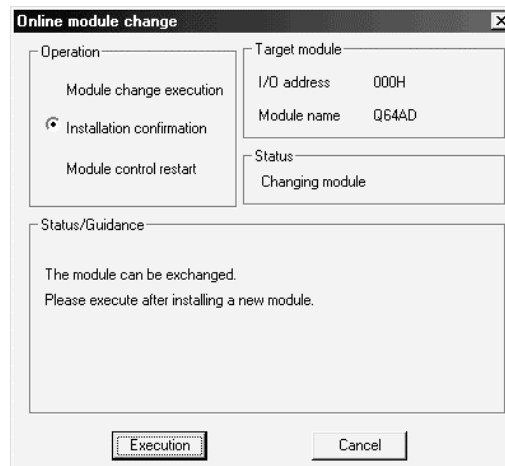 Online module change
Operation
Module change execution
Installation confirmation
Module control restart
Target module
I/O address 000H
Module name Q64AD
Status
Changing module
Status/Guidance
The module can be exchanged.
Please execute after installing a new module.
Execution
Cancel